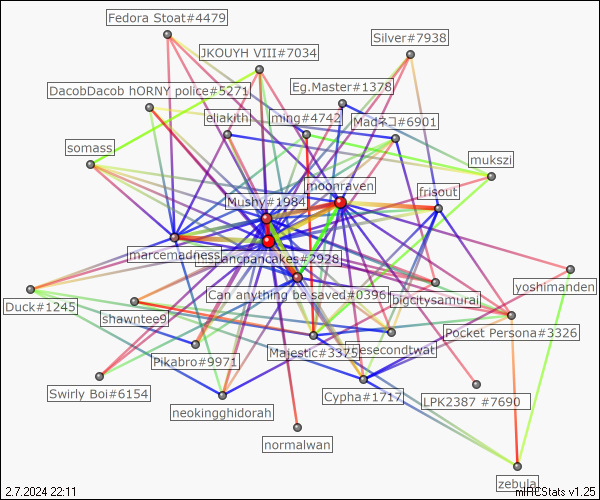 Fedora Stoat#4479
Silver#7938
JKOUYH VIII#7034
Eg.Master#1378
DacobDacob hORNY police#5271
eliakith
ming#4742
Madネコ#6901
somass
mukszi
moonraven
frisout
Mushy#1984
marcemadness
ancpancakes#2928
yoshimanden
Can anything be saved#0396
bigcitysamurai
Duck#1245
shawntee9
Pocket Persona#3326
Majestic#3375
esecondtwat
Pikabro#9971
Swirly Boi#6154
Cypha#1717
LPK2387 #7690
neokingghidorah
normalwan
zebula
2.7.2024 22:11
mIRCStats v1.25